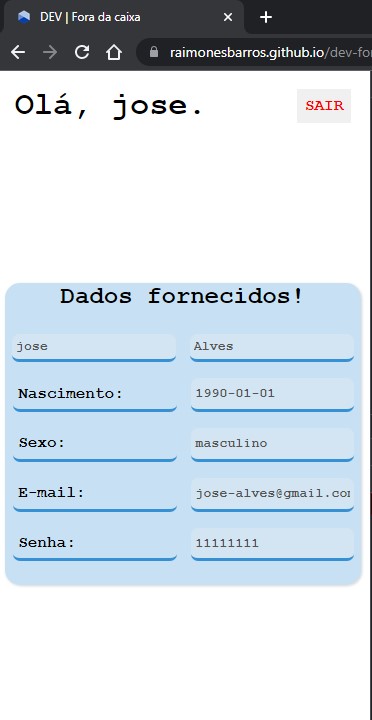 DEV | Fora da caixa
raimonesbarros.github.io/dev-for
Olá, jose.
SAIR
Dados fornecidos!
jose Alves
Nascimento: 1990-01-01
Sexo: masculino
E-mail: jose-alves@gmail.com
Senha: 11111111